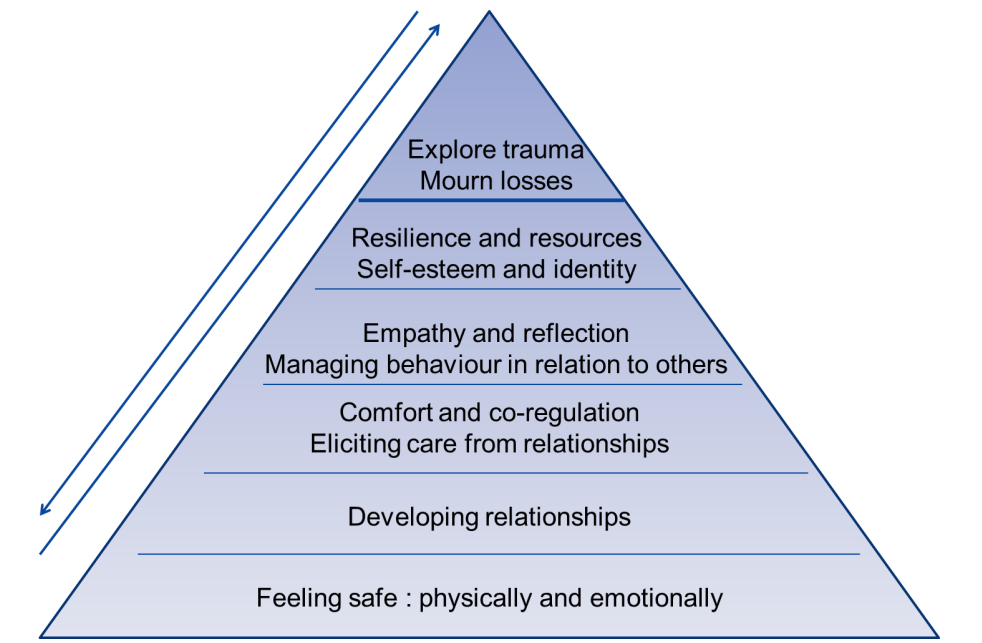 Explore trauma
Mourn losses
Resilience and resources
Self-esteem and identity
Empathy and reflection
Managing behaviour in relation to others
Comfort and co-regulation
Eliciting care from relationships
Developing relationships
Feeling safe : physically and emotionally